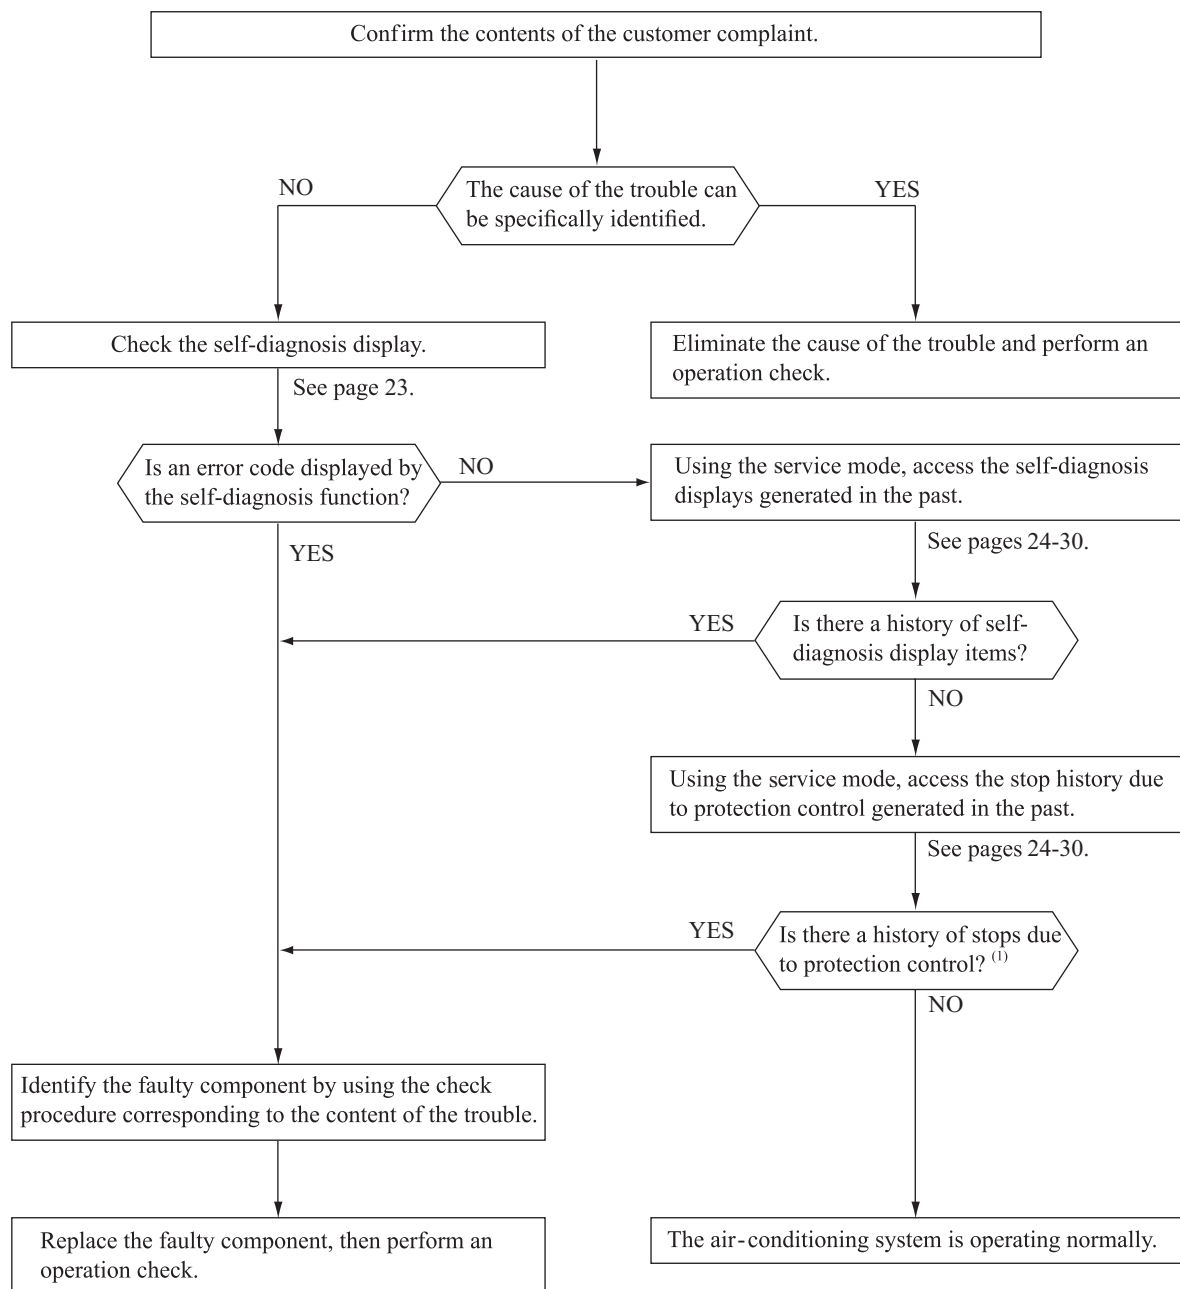 Confirm the contents of the customer complaint.
NO
The cause of the trouble can
be specifically identified.
YES
Check the self-diagnosis display.
See page 23.
Eliminate the cause of the trouble and perform an
operation check.
Is an error code displayed by
the self-diagnosis function?
NO
YES
Using the service mode, access the self-diagnosis
displays generated in the past.
See pages 24-30.
YES
Is there a history of self-
diagnosis display items?
NO
Using the service mode, access the stop history due
to protection control generated in the past.
See pages 24-30.
YES
Is there a history of stops due
to protection control? (1)
NO
Identify the faulty component by using the check
procedure corresponding to the content of the trouble.
Replace the faulty component, then perform an
operation check.
The air-conditioning system is operating normally.